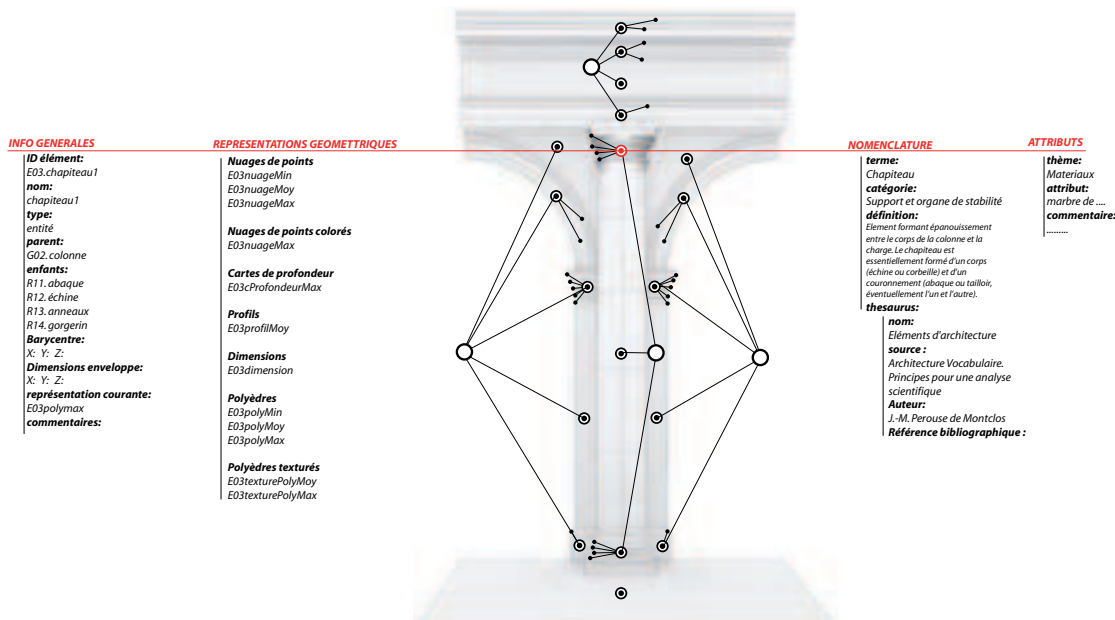 INFO GENERALES
ID élément:
E03.chapiteau1
nom:
chapiteau1
type:
entité
parent:
G02.colonne
enfants:
R11.abaque
R12.échine
R13.anneaux
R14.gorgerin
Barycentre:
X: Y: Z:
Dimensions enveloppe:
X: Y: Z:
représentation courante:
E03polymax
commentaires:
REPRESENTATIONS GEOMETTRIQUES
Nuages de points
E03nuageMin
E03nuageMoy
E03nuageMax
Nuages de points colorés
E03nuageMax
Cartes de profondeur
E03cProfondeurMax
Profils
E03profilMoy
Dimensions
E03dimension
Polyèdres
E03polyMin
E03polyMoy
E03polyMax
Polyèdres texturés
E03texturePolyMoy
E03texturePolyMax
NOMENCLATURE
terme:
Chapiteau
catégorie:
Support et organe de stabilité
définition:
Element formant épanouissement
entre le corps de la colonne et la
charge. Le chapiteau est
essentiellement formé d'un corps
(échine ou corbeille) et d'un
couronnement (abaque ou tailloir,
éventuellement l'un et l'autre).
thesaurus:
nom:
Eléments d'architecture
source :
Architecture Vocabulaire.
Principes pour une analyse
scientifique
Auteur:
J.-M. Perouse de Montclos
Référence bibliographique :
ATTRIBUTS
thème:
Materiaux
attribut:
marbre de ....
commentaire:
.........